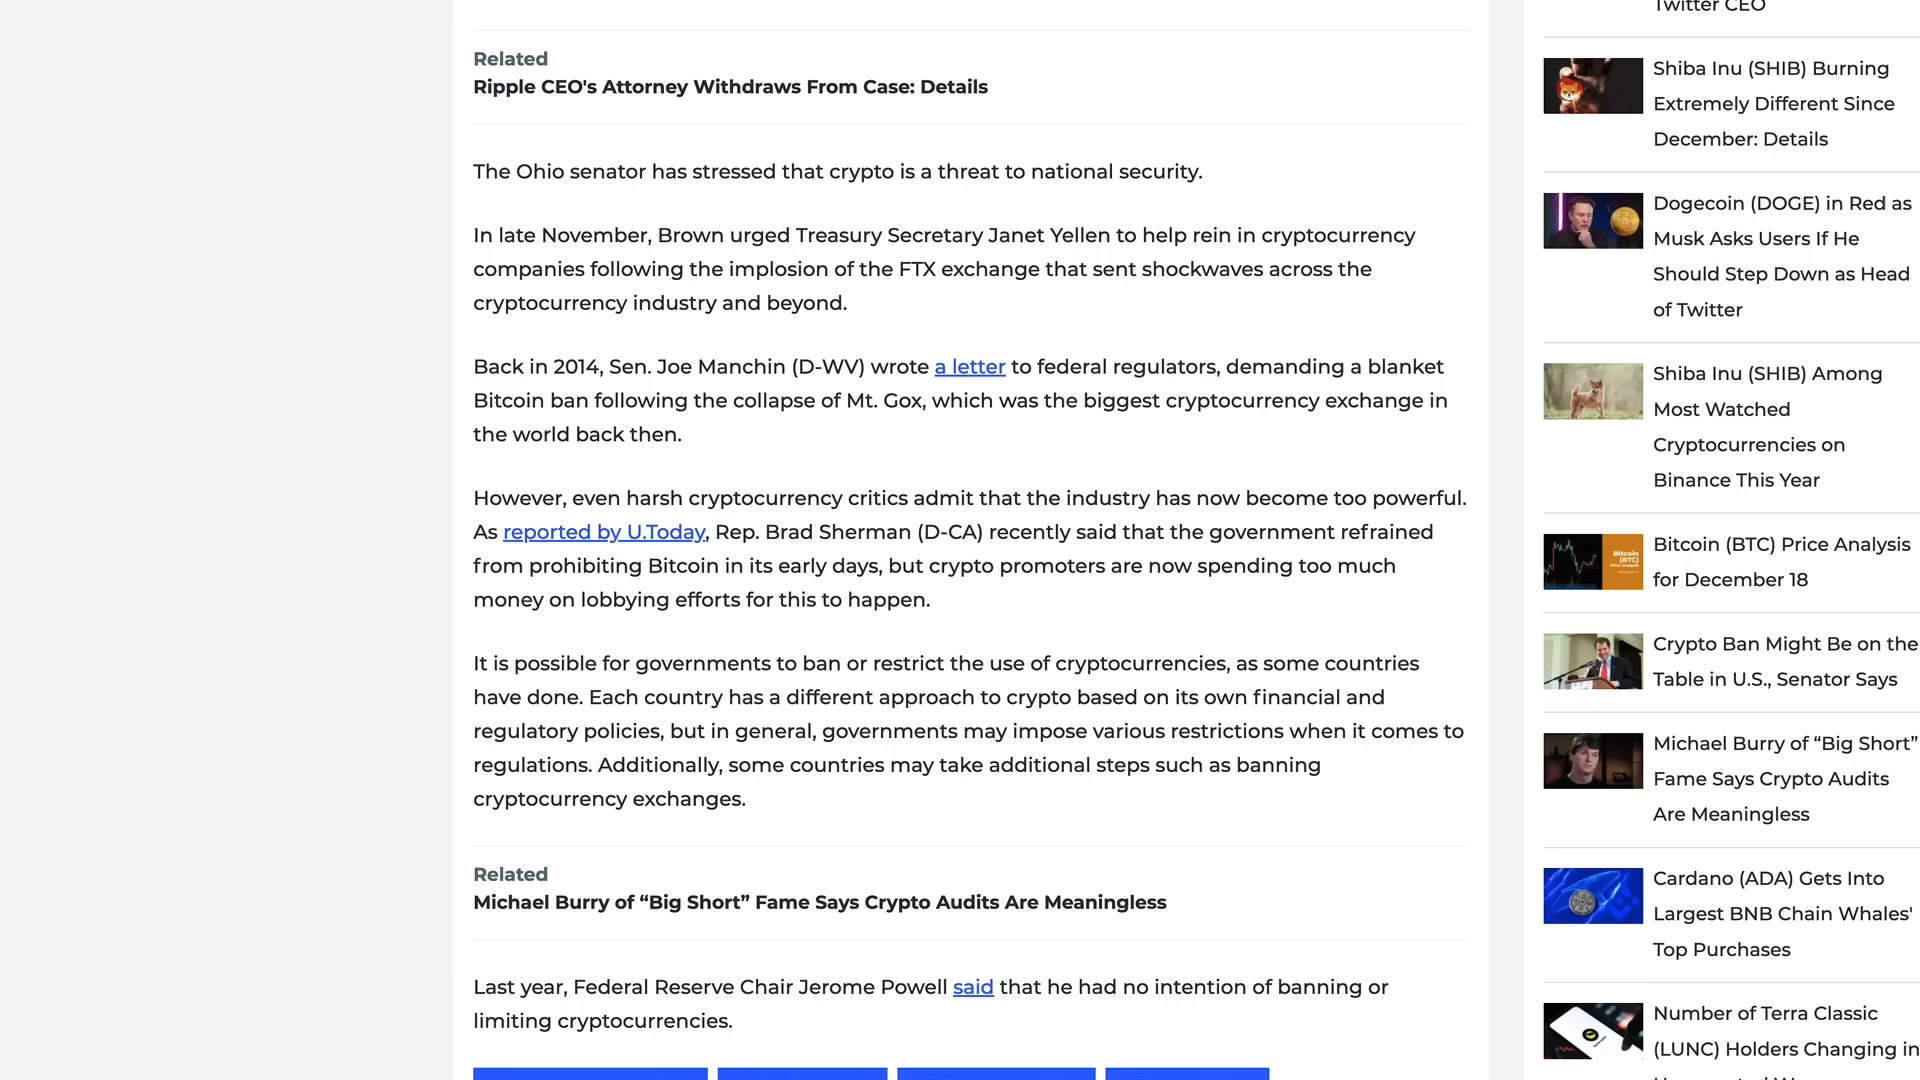 Related
Ripple CEO's Attorney Withdraws From Case: Details
The Ohio senator has stressed that crypto is a threat to national security.
In late November, Brown urged Treasury Secretary Janet Yellen to help rein in cryptocurrency
companies following the implosion of the FTX exchange that sent shockwaves across the
cryptocurrency industry and beyond.
Back in 2014, Sen. Joe Manchin (D-WV) wrote a letter to federal regulators, demanding a blanket
Bitcoin ban following the collapse of Mt. Gox, which was the biggest cryptocurrency exchange in
the world back then.
However, even harsh cryptocurrency critics admit that the industry has now become too powerful.
As reported by U.Today, Rep. Brad Sherman (D-CA) recently said that the government refrained
from prohibiting Bitcoin in its early days, but crypto promoters are now spending too much
money on lobbying efforts for this to happen.
It is possible for governments to ban or restrict the use of cryptocurrencies, as some countries
have done. Each country has a different approach to crypto based on its own financial and
regulatory policies, but in general, governments may impose various restrictions when it comes to
regulations. Additionally, some countries may take additional steps such as banning
cryptocurrency exchanges.
Related
Michael Burry of “Big Short” Fame Says Crypto Audits Are Meaningless
Last year, Federal Reserve Chair Jerome Powell said that he had no intention of banning or
limiting cryptocurrencies.
Twitter CEO
Shiba Inu (SHIB) Burning
Extremely Different Since
December: Details
Dogecoin (DOGE) in Red as
Musk Asks Users If He
Should Step Down as Head
of Twitter
Shiba Inu (SHIB) Among
Most Watched
Cryptocurrencies on
Binance This Year
Bitcoin (BTC) Price Analysis
for December 18
Crypto Ban Might Be on the
Table in U.S., Senator Says
Michael Burry of “Big Short”
Fame Says Crypto Audits
Are Meaningless
Cardano (ADA) Gets Into
Largest BNB Chain Whales'
Top Purchases
Number of Terra Classic
(LUNC) Holders Changing in